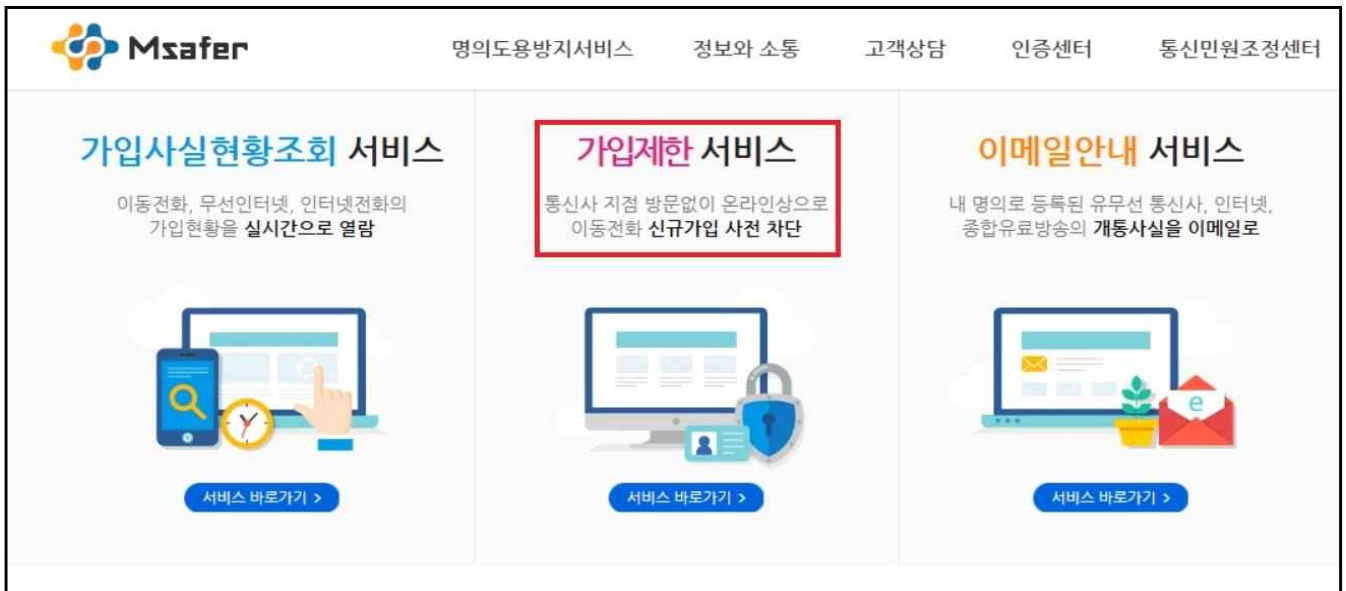 Msafer
명의도용방지서비스 정보와 소통 고객상담 인증센터 통신민원조정센터
가입사실현황조회 서비스
이동전화, 무선인터넷, 인터넷전화의
가입현황을 실시간으로 열람
서비스 바로가기 >
가입제한 서비스
통신사 지점 방문없이 온라인상으로
이동전화 신규가입 사전 차단
서비스 바로가기 >
이메일안내 서비스
내 명의로 등록된 유무선 통신사, 인터넷,
종합유료방송의 개통사실을 이메일로
e
서비스 바로가기 >